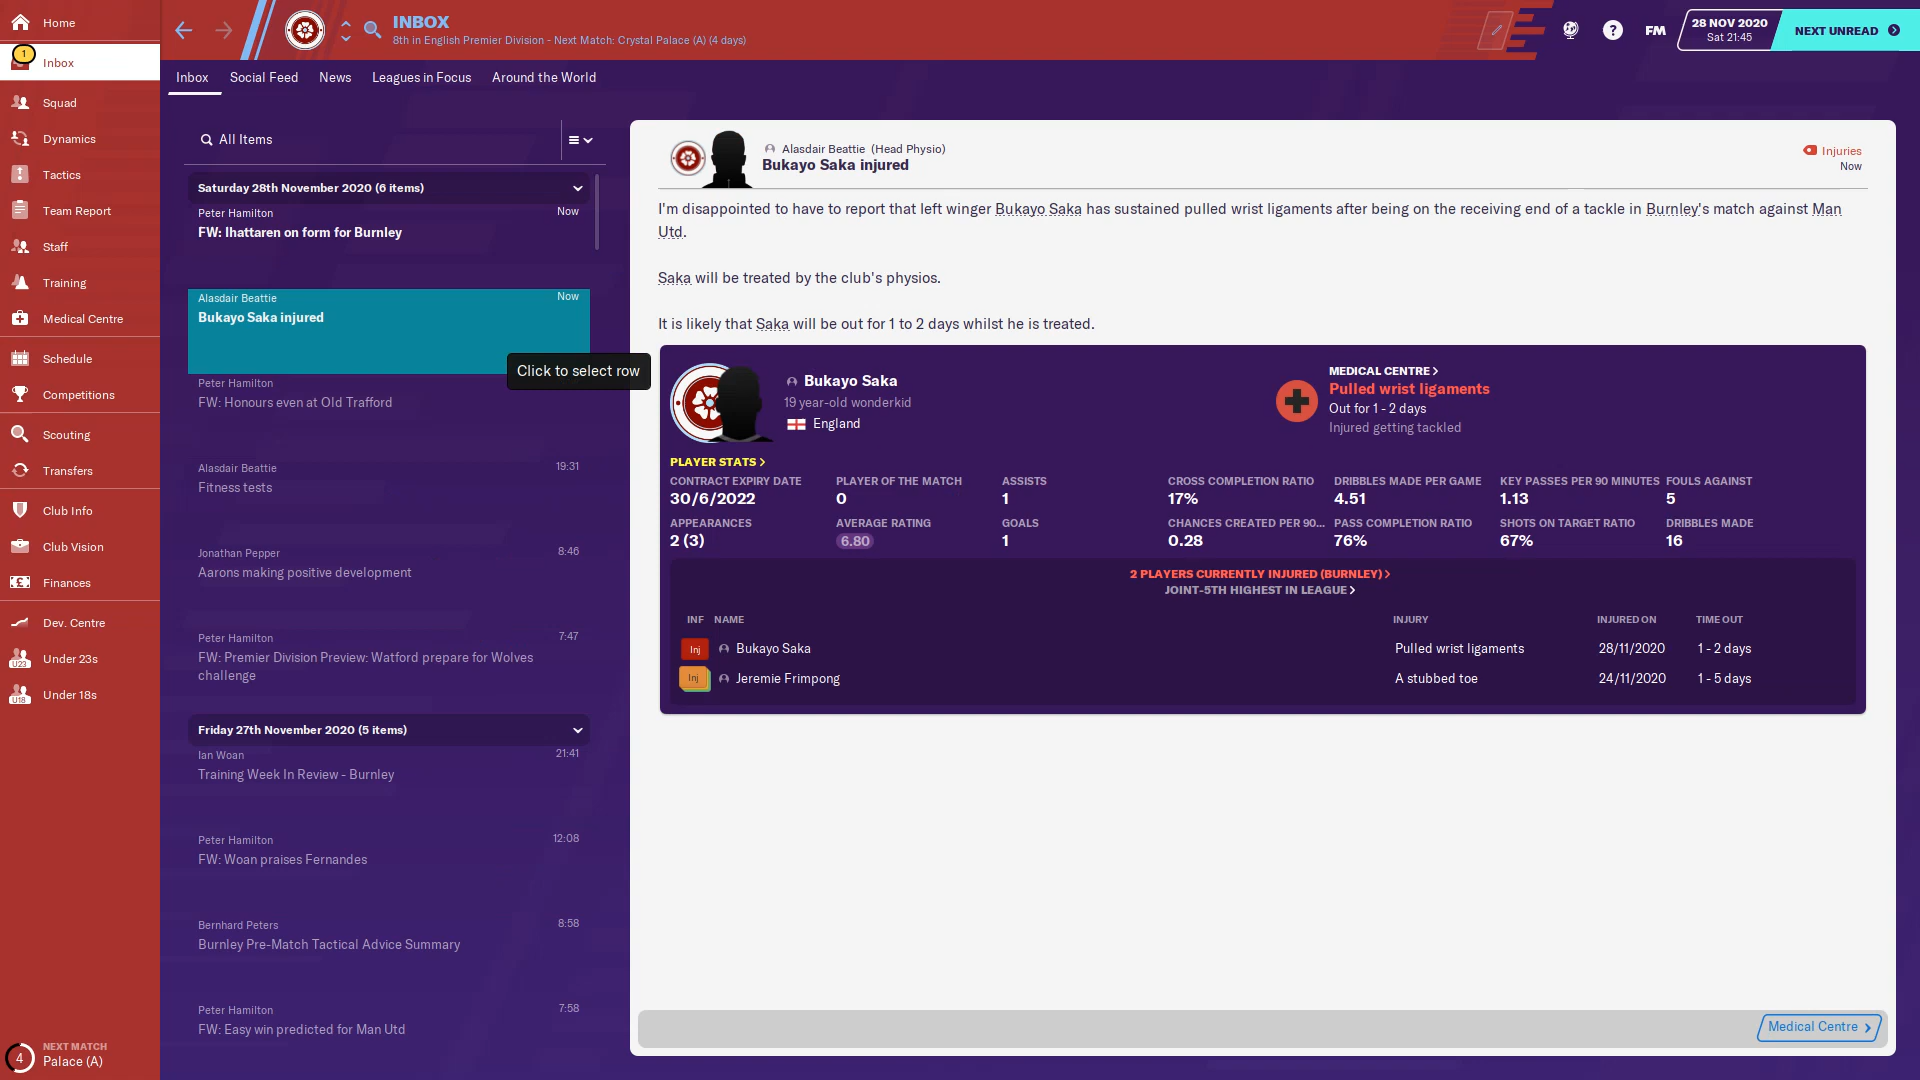 Home
1
Inbox
Squad
Dynamics
Tactics
Team Report
Staff
Training
Medical Centre
Schedule
Competitions
Scouting
Transfers
Club Info
Club Vision
Finances
Dev. Centre
U23
Under 23s
U18
Under 18s
4
NEXT MATCH
Palace (A)
INBOX
8th in English Premier Division - Next Match: Crystal Palace (A) (4 days)
?
FM
28 NOV 2020
Sat 21:45
NEXT UNREAD
Inbox
Social Feed
News
Leagues in Focus
Around the World
All Items
Saturday 28th November 2020 (6 items)
Peter Hamilton
Now
FW: Ihattaren on form for Burnley
Alasdair Beattie
Now
Bukayo Saka injured
Click to select row
Peter Hamilton
FW: Honours even at Old Trafford
Alasdair Beattie
19:31
Fitness tests
Jonathan Pepper
8:46
Aarons making positive development
Peter Hamilton
7:47
FW: Premier Division Preview: Watford prepare for Wolves
challenge
Friday 27th November 2020 (5 items)
Ian Woan
21:41
Training Week In Review - Burnley
Peter Hamilton
12:08
FW: Woan praises Fernandes
Bernhard Peters
8:58
Burnley Pre-Match Tactical Advice Summary
Peter Hamilton
7:58
FW: Easy win predicted for Man Utd
Alasdair Beattie (Head Physio)
Bukayo Saka injured
Injuries
Now
I'm disappointed to have to report that left winger Bukayo Saka has sustained pulled wrist ligaments after being on the receiving end of a tackle in Burnley's match against Man
Utd.
Saka will be treated by the club's physios.
It is likely that Saka will be out for 1 to 2 days whilst he is treated.
Bukayo Saka
19 year-old wonderkid
England
MEDICAL CENTRE >
Pulled wrist ligaments
Out for 1 - 2 days
Injured getting tackled
PLAYER STATS >
CONTRACT EXPIRY DATE
PLAYER OF THE MATCH
ASSISTS
CROSS COMPLETION RATIO
DRIBBLES MADE PER GAME
KEY PASSES PER 90 MINUTES
FOULS AGAINST
30/6/2022
0
1
17%
4.51
1.13
5
APPEARANCES
AVERAGE RATING
GOALS
CHANCES CREATED PER 90...
PASS COMPLETION RATIO
SHOTS ON TARGET RATIO
DRIBBLES MADE
2 (3)
6.80
1
0.28
76%
67%
16
2 PLAYERS CURRENTLY INJURED (BURNLEY) >
JOINT-5TH HIGHEST IN LEAGUE >
INF
NAME
INJURY
INJURED ON
TIME OUT
Inj
Bukayo Saka
Pulled wrist ligaments
28/11/2020
1 - 2 days
Inj
Jeremie Frimpong
A stubbed toe
24/11/2020
1 - 5 days
Medical Centre >